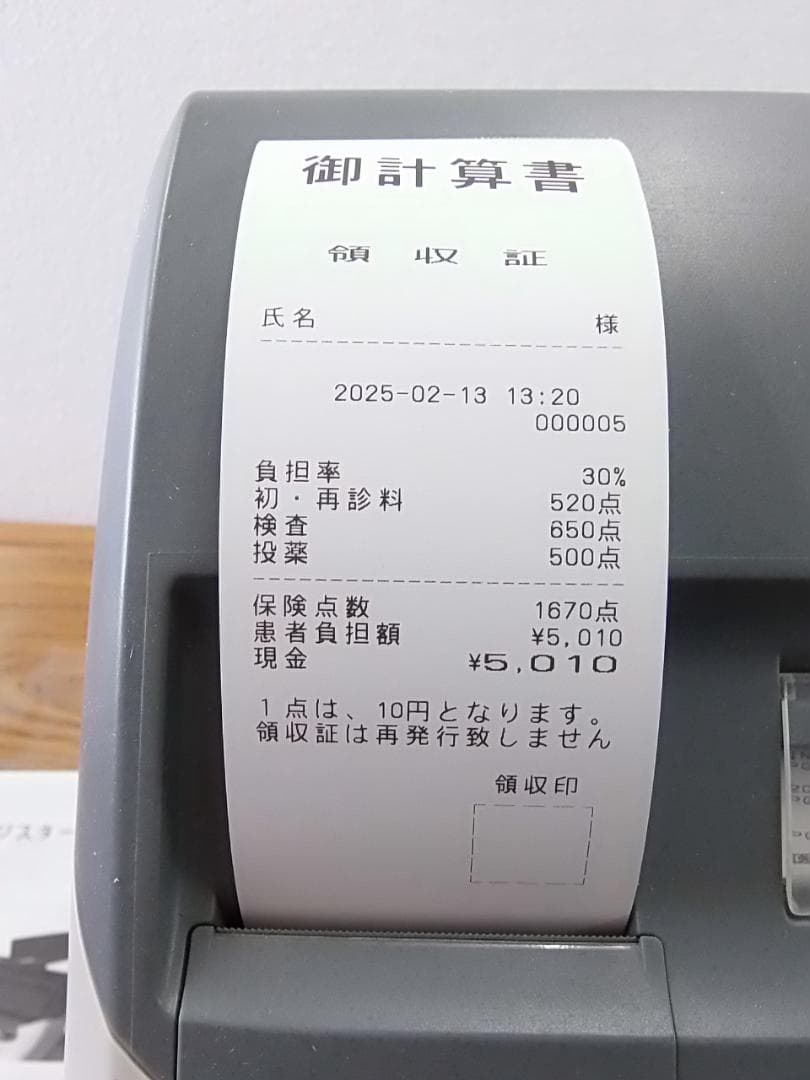 御計算書
領収証
氏名 様
2025-02-13 13:20
000005
負担率 30%
初・再診料 520点
検査 650点
投薬 500点
保険点数 1670点
患者負担額 ¥5,010
現金 ¥5,010
1点は、10円となります。
領収証は再発行致しません
領収印